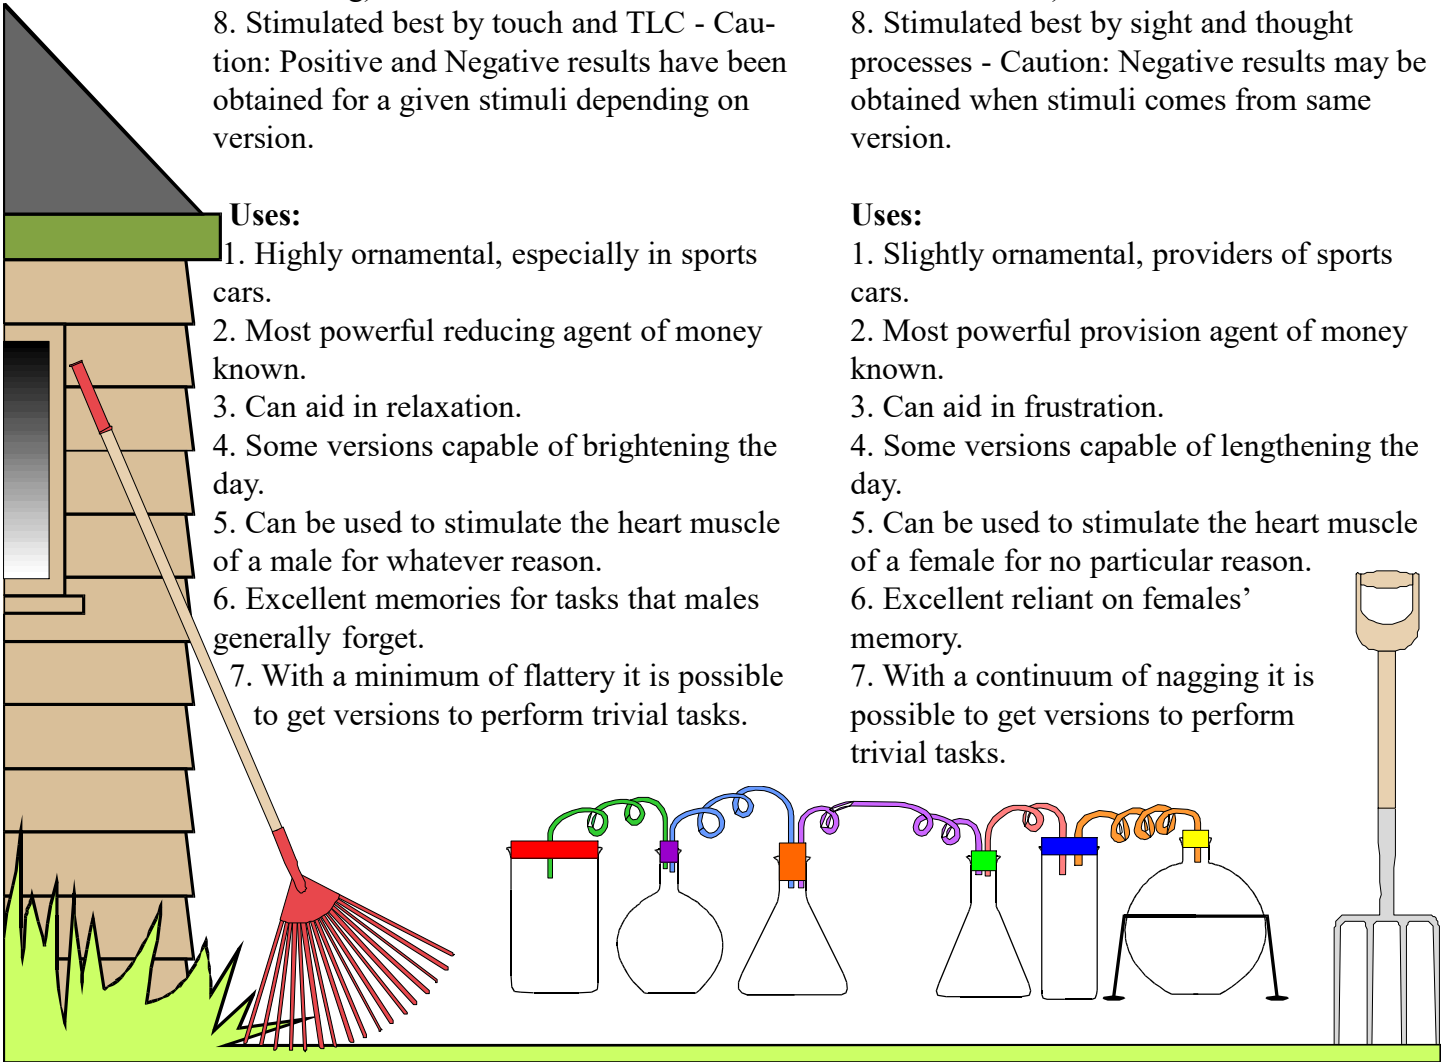 8. Stimulated best by touch and TLC - Cau-
tion: Positive and Negative results have been
obtained for a given stimuli depending on
version.
Uses:
1. Highly ornamental, especially in sports
cars.
2. Most powerful reducing agent of money
known.
3. Can aid in relaxation.
4. Some versions capable of brightening the
day.
5. Can be used to stimulate the heart muscle
of a male for whatever reason.
6. Excellent memories for tasks that males
generally forget.
7. With a minimum of flattery it is possible
to get versions to perform trivial tasks.
8. Stimulated best by sight and thought
processes - Caution: Negative results may be
obtained when stimuli comes from same
version.
Uses:
1. Slightly ornamental, providers of sports
cars.
2. Most powerful provision agent of money
known.
3. Can aid in frustration.
4. Some versions capable of lengthening the
day.
5. Can be used to stimulate the heart muscle
of a female for no particular reason.
6. Excellent reliant on females’
memory.
7. With a continuum of nagging it is
possible to get versions to perform
trivial tasks.